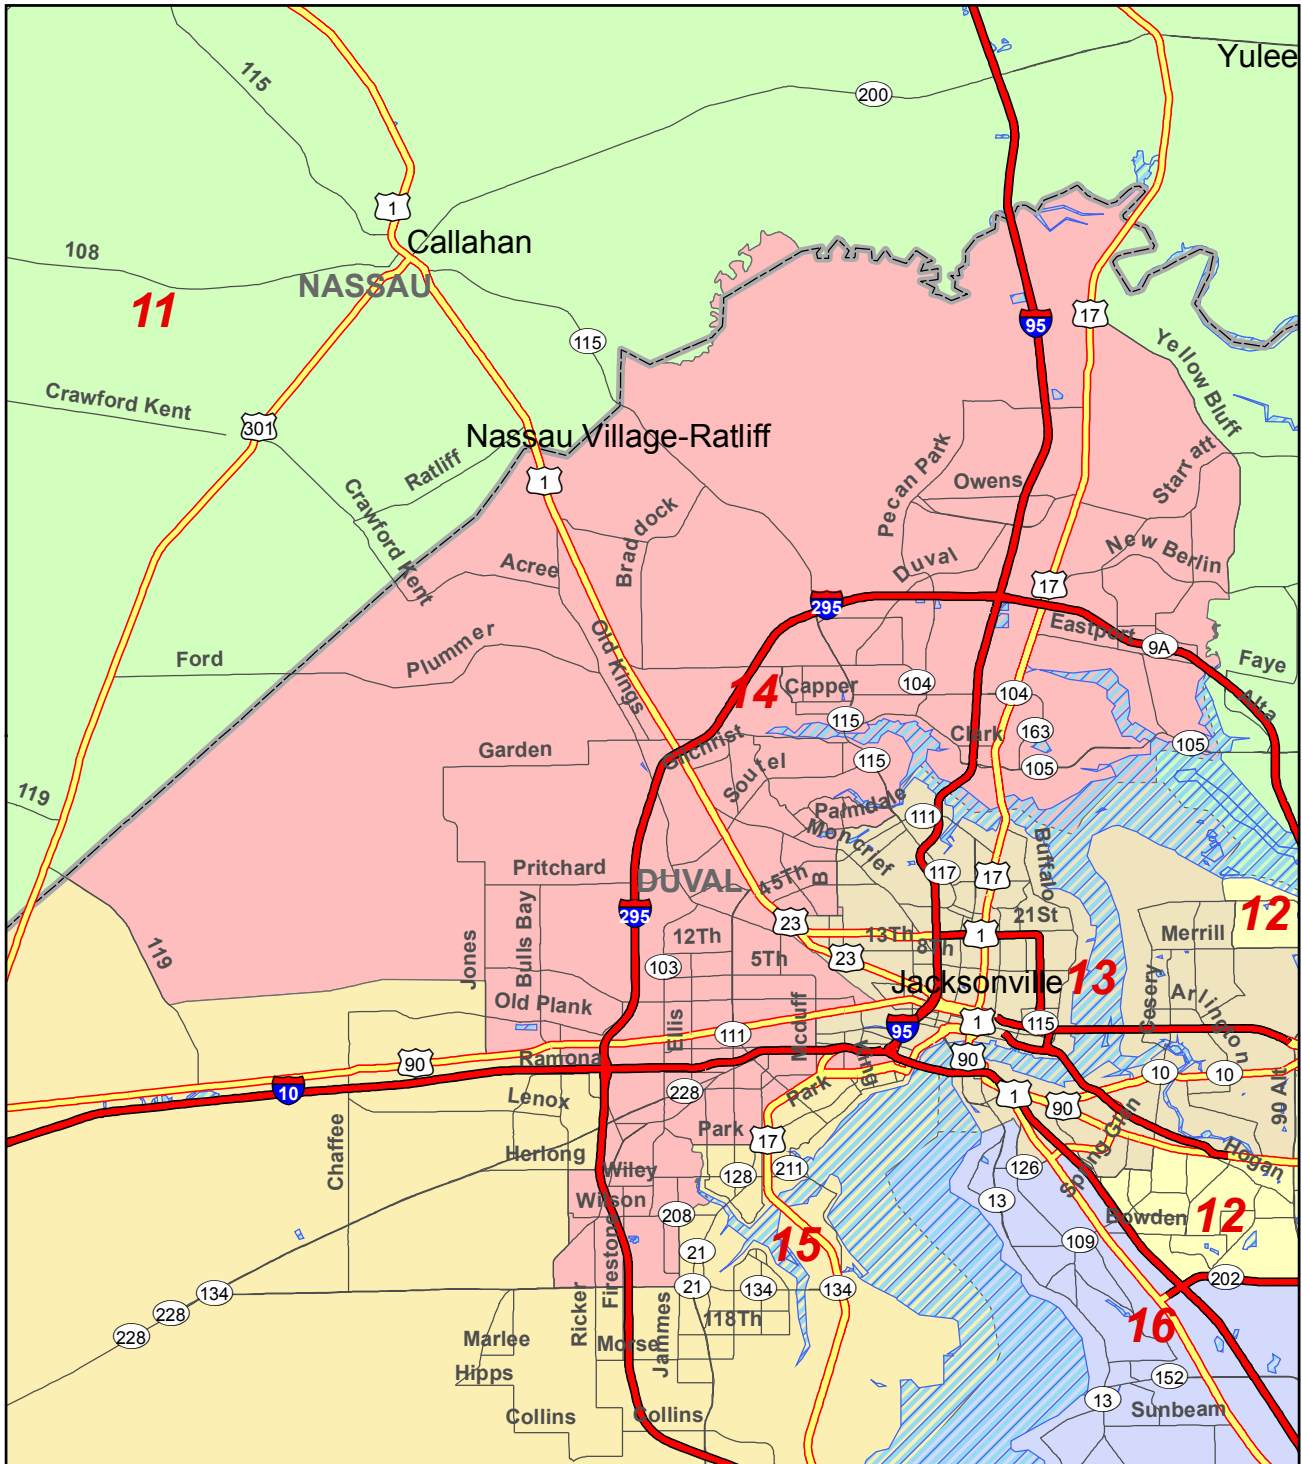 Yulee
115
200
1
Callahan
108
NASSAU
11
17
95
115
Yellow Bluff
Crawford Kent
301
Nassau Village-Ratliff
Ratliff
Pecan Park
Owens
Starratt
1
Crawford Kent
Braddock
Acree
Duval
New Berlin
17
295
Old Kings
Eastport
9A
Plummer
Ford
Faye
14
Capper
104
104
Alta
115
Clark
163
105
Gilchrist
Garden
115
105
Soutel
119
Palmdale
111
Moncrief
Buffalo
Pritchard
DUVAL
45Th
B
117
17
295
23
21St
12
Bulls Bay
12Th
13Th
1
Merrill
119
Jones
103
5Th
23
8Th
Jacksonville
13
Cesery
Arlington
Old Plank
Ellis
111
Mcduff
95
1
115
90
Ramona
King
90
10
10
10
228
Park
1
90
90 Alt
Lenox
Chaffee
Park
17
Spring Glen
Hogan
Herlong
Wiley
128
211
126
13
Wilson
208
Bowden
12
Firestone
15
21
109
134
21
134
134
202
228
228
Ricker
Jammes
118Th
16
Marlee
Morse
Hipps
152
13
Collins
Collins
Sunbeam